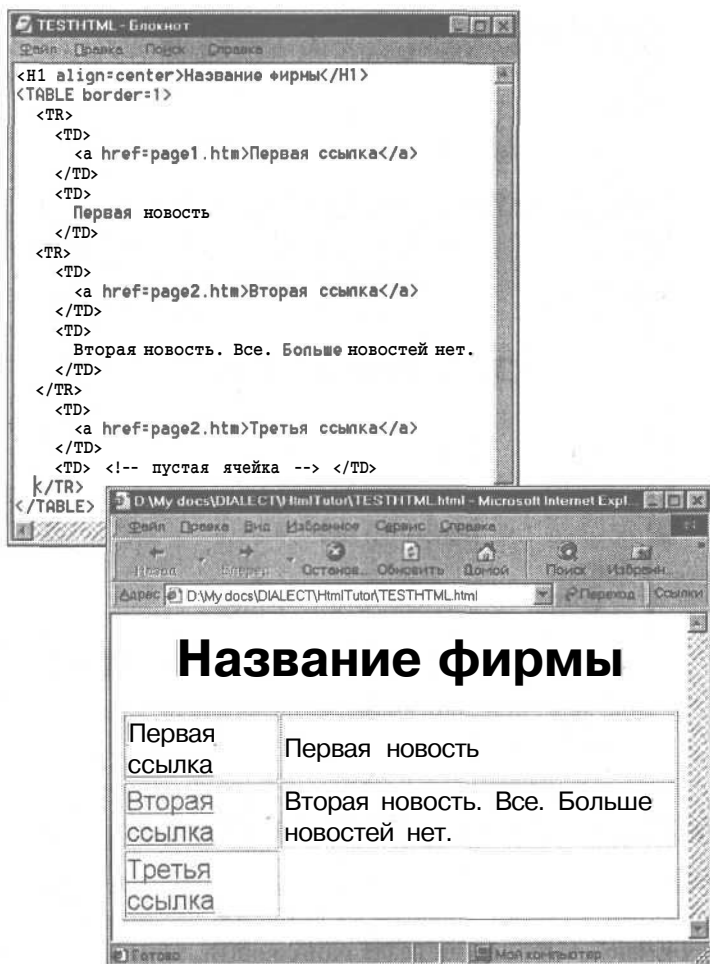 TESTHTML - Блокнот
Файл Правка Поиск Справка
<H1 align=center>Название фирмы</H1>
<TABLE border=1>
<TR>
<TD>
<a href=page1.htm>Первая ссылка</a>
</TD>
<TD>
Первая новость
</TD>
<TR>
<TD>
<a href=page2.htm>Вторая ссылка</a>
</TD>
<TD>
Вторая новость. Все. Больше новостей нет.
</TD>
</TR>
<TD>
<a href=page2.htm>Третья ссылка</a>
</TD>
<TD> <!-- пустая ячейка --> </TD>
</TR>
</TABLE>
D:\My docs\DIALECT\HtmlTutor\TESTHTML.html - Microsoft Internet Expl...
Файл Правка Вид Избранное Сервис Справка
Назад Вперед Останов... Обновить Домой Поиск Избранн...
Адрес D:\My docs\DIALECT\HtmlTutor\TESTHTML.html Переход Ссылки
Название фирмы
Первая
ссылка
Первая новость
Вторая
ссылка
Вторая новость. Все. Больше
новостей нет.
Третья
ссылка
Готово Мой компьютер